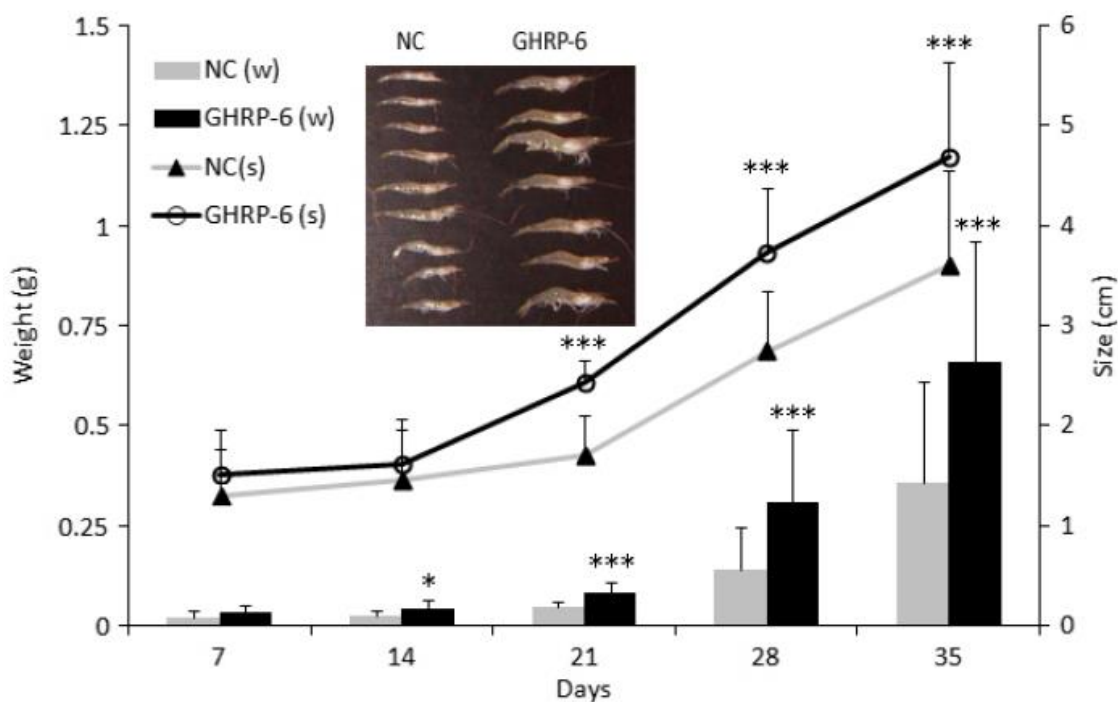 1.5
1.25
1
0.75
0.5
0.25
0
Weight (g)
NC (w)
GHRP-6 (w)
NC(s)
GHRP-6 (s)
NC GHRP-6
***
***
***
***
***
***
*
6
5
4
3
2
1
0
Size (cm)
7 14 21 28 35
Days